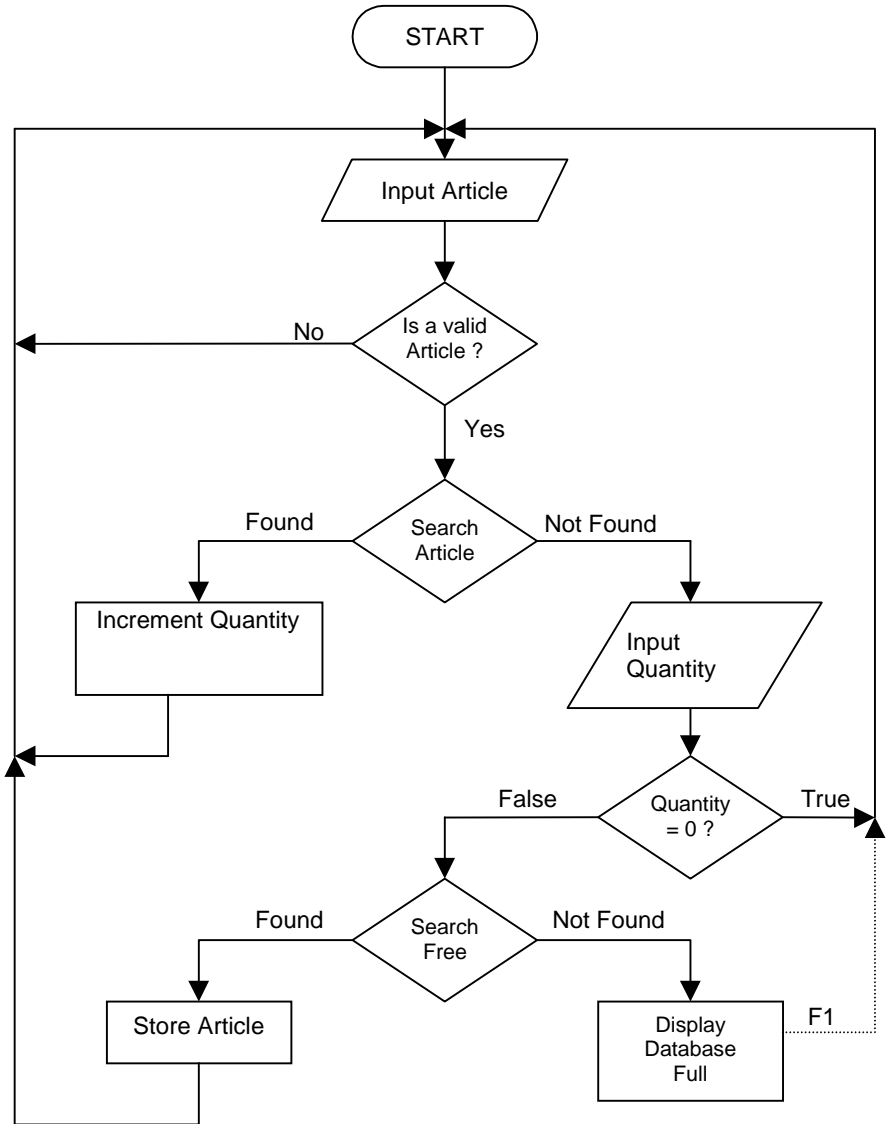 START
Input Article
Is a valid
Article ?
No
Yes
Search
Article
Found
Not Found
Increment Quantity
Input
Quantity
Quantity
= 0 ?
False
True
Search
Free
Found
Not Found
Store Article
Display
Database
Full
F1